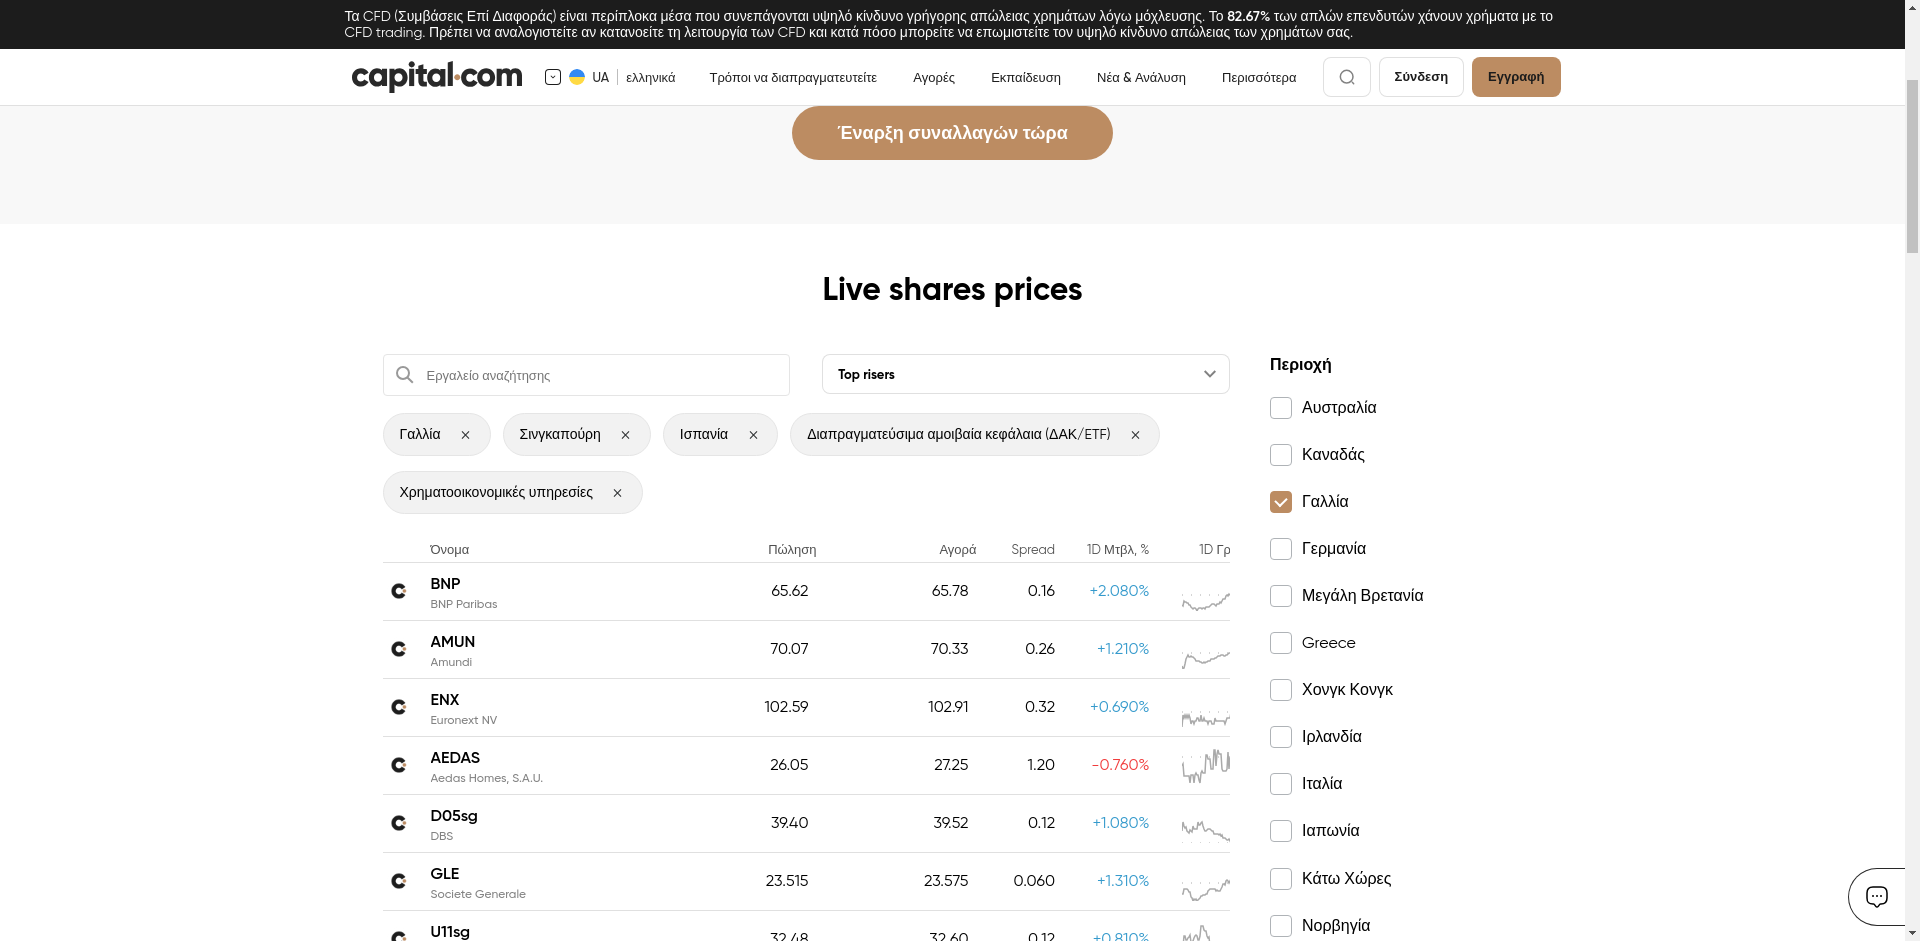 Τα CFD (Συμβάσεις Επί Διαφοράς) είναι περίπλοκα μέσα που συνεπάγονται υψηλό κίνδυνο γρήγορης απώλειας χρημάτων λόγω μόχλευσης. Το 82.67% των απλών επενδυτών χάνουν χρήματα με το
CFD trading. Πρέπει να αναλογιστείτε αν κατανοείτε τη λειτουργία των CFD και κατά πόσο μπορείτε να επωμιστείτε τον υψηλό κίνδυνο απώλειας των χρημάτων σας.
capital.com UA ελληνικά Τρόποι να διαπραγματευτείτε Αγορές Εκπαίδευση Νέα & Ανάλυση Περισσότερα Σύνδεση Εγγραφή
Έναρξη συναλλαγών τώρα
Live shares prices
Εργαλείο αναζήτησης
Top risers
Γαλλία
Σινγκαπούρη
Ισπανία
Διαπραγματεύσιμα αμοιβαία κεφάλαια (ΔΑΚ/ETF)
Χρηματοοικονομικές υπηρεσίες
Όνομα Πώληση Αγορά Spread 1D Μτβλ, % 1D Γρ
BNP 65.62 65.78 0.16 +2.080%
BNP Paribas
AMUN 70.07 70.33 0.26 +1.210%
Amundi
ENX 102.59 102.91 0.32 +0.690%
Euronext NV
AEDAS 26.05 27.25 1.20 -0.760%
Aedas Homes, S.A.U.
D05sg 39.40 39.52 0.12 +1.080%
DBS
GLE 23.515 23.575 0.060 +1.310%
Societe Generale
U11sg 32.48 32.60 0.12 +0.810%
Περιοχή
Αυστραλία
Καναδάς
Γαλλία
Γερμανία
Μεγάλη Βρετανία
Greece
Χονγκ Κονγκ
Ιρλανδία
Ιταλία
Ιαπωνία
Κάτω Χώρες
Νορβηγία